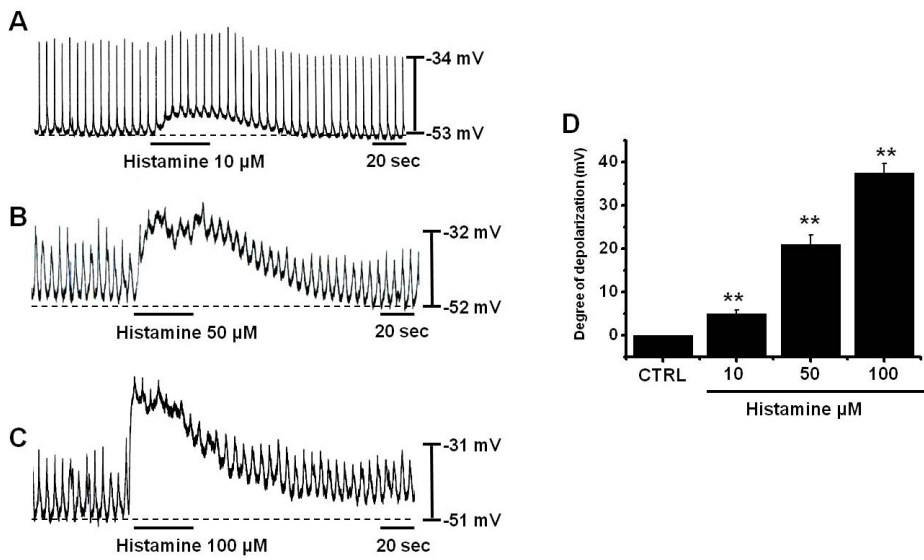 A
-34 mV
-53 mV
Histamine 10 µM
20 sec
B
-32 mV
-52 mV
Histamine 50 µM
20 sec
C
-31 mV
-51 mV
Histamine 100 µM
20 sec
D
Degree of depolarization (mV)
40
30
20
10
0
**
**
**
CTRL 10 50 100
Histamine µM